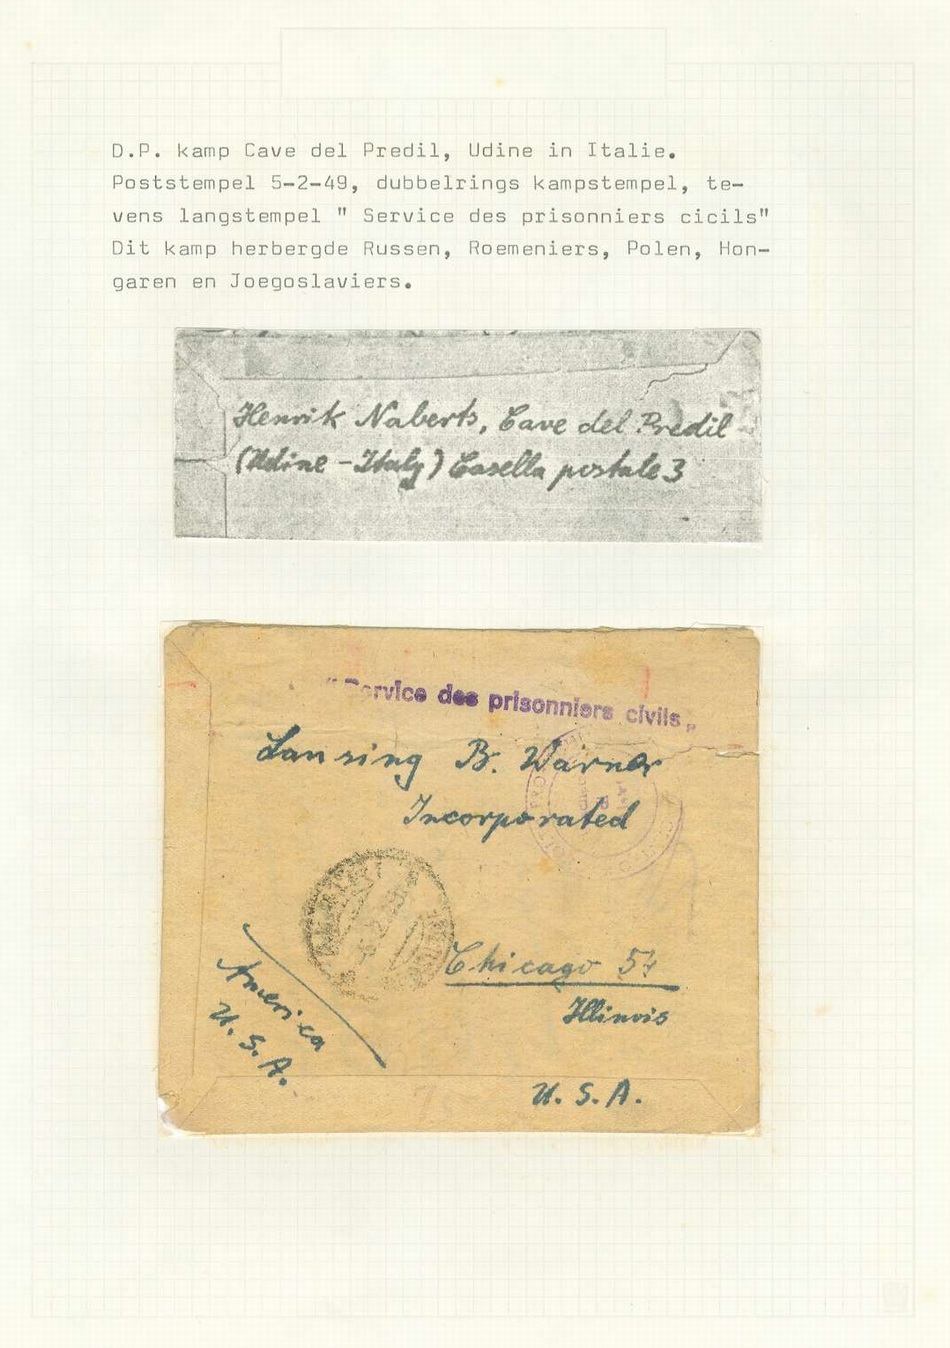 D.P. kamp Cave del Predil, Udine in Italie.
Poststempel 5-2-49, dubbelrings kampstempel, te-
vens langstempel " Service des prisonniers cicils"
Dit kamp herbergde Russen, Roemeniers, Polen, Hon-
garen en Joegoslaviers.
Henrik Naberts, Cave del Predil
(Udine - Italy) Casella postale 3
" Service des prisonniers civils „
Lansing B. Warner
Incorporated
Chicago 54
Illinois
America
U. S. A.
U. S. A.